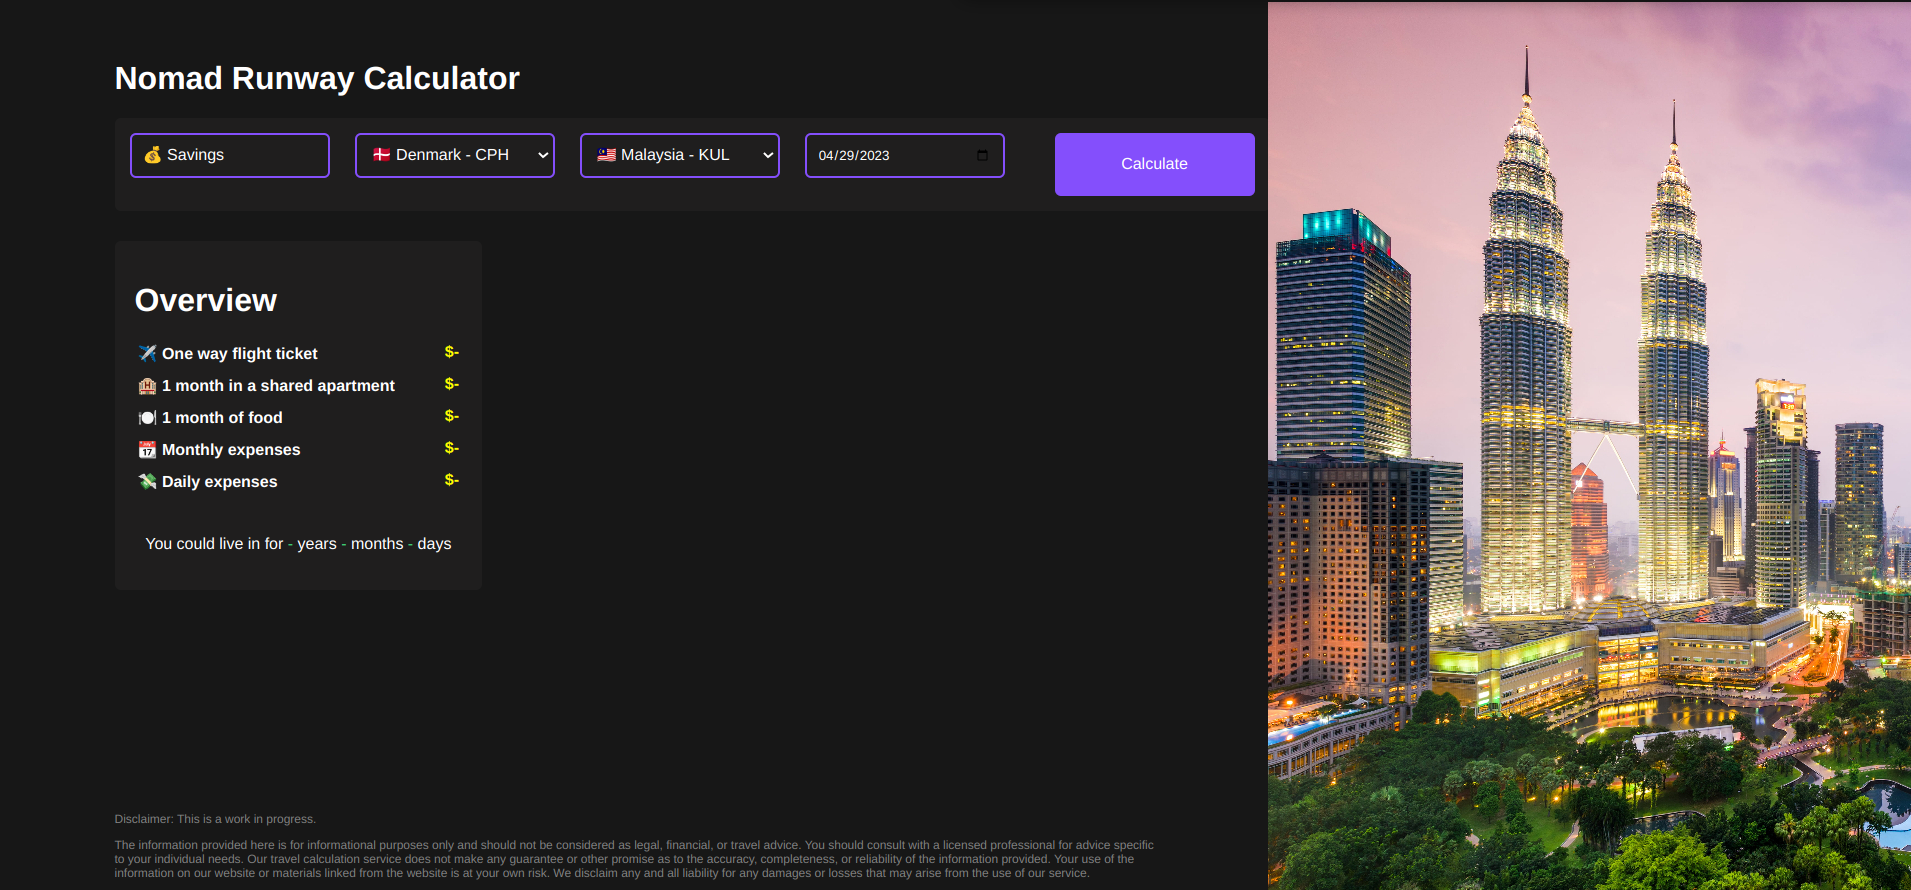 Nomad Runway Calculator
💰 Savings
🇩🇰 Denmark - CPH
🇲🇾 Malaysia - KUL
04/29/2023
Calculate
Overview
✈️ One way flight ticket $-
🏨 1 month in a shared apartment $-
🍽️ 1 month of food $-
📆 Monthly expenses $-
💸 Daily expenses $-
You could live in for - years - months - days
Disclaimer: This is a work in progress.
The information provided here is for informational purposes only and should not be considered as legal, financial, or travel advice. You should consult with a licensed professional for advice specific
to your individual needs. Our travel calculation service does not make any guarantee or other promise as to the accuracy, completeness, or reliability of the information provided. Your use of the
information on our website or materials linked from the website is at your own risk. We disclaim any and all liability for any damages or losses that may arise from the use of our service.